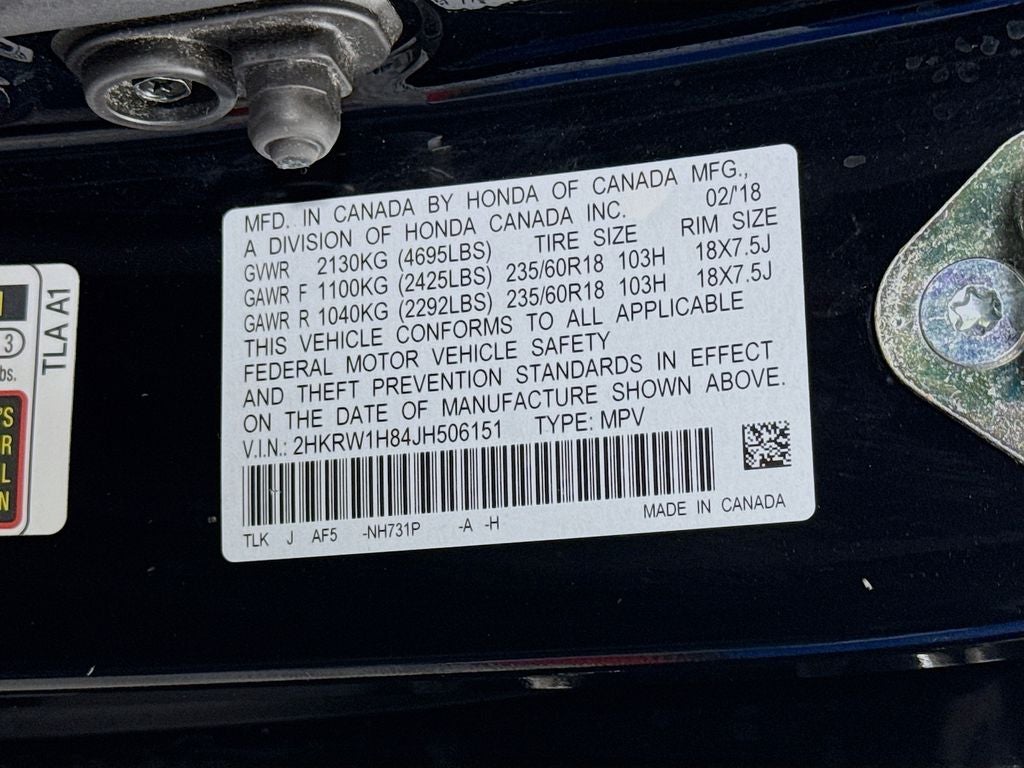 MFD. IN CANADA BY HONDA OF CANADA MFG.,
A DIVISION OF HONDA CANADA INC. 02/'18
GVWR 2130KG (4695LBS) TIRE SIZE RIM SIZE
GAWR F 1100KG (2425LBS) 235/60R18 103H 18X7.5J
GAWR R 1040KG (2292LBS) 235/60R18 103H 18X7.5J
THIS VEHICLE CONFORMS TO ALL APPLICABLE
FEDERAL MOTOR VEHICLE SAFETY
AND THEFT PREVENTION STANDARDS IN EFFECT
ON THE DATE OF MANUFACTURE SHOWN ABOVE.
V.I.N.: 2HKRW1H84JH506151 TYPE: MPV
TLK J AF5 -NH731P -A -H MADE IN CANADA
TLA A1
3
bs.
'S
R
L
N